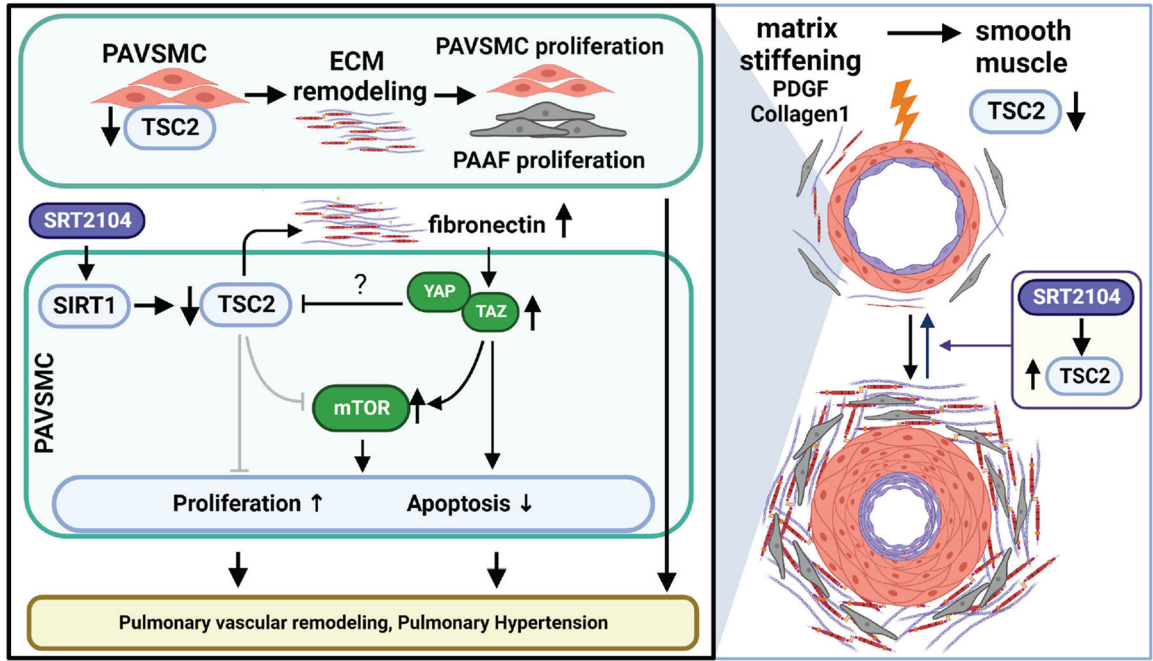 PAVSMC
TSC2
ECM
remodeling
PAVSMC proliferation
PAAF proliferation
SRT2104
fibronectin
SIRT1
TSC2
?
YAP
TAZ
mTOR
PAVSMC
Proliferation ↑ Apoptosis ↓
Pulmonary vascular remodeling, Pulmonary Hypertension
matrix
stiffening
PDGF
Collagen1
smooth
muscle
TSC2
SRT2104
TSC2